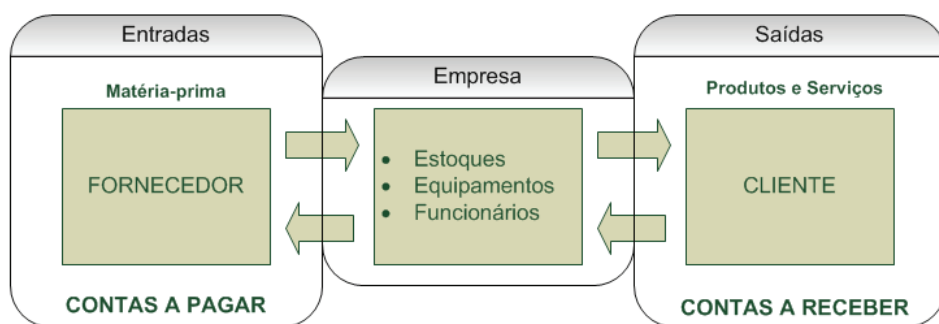 Entradas
Matéria-prima
FORNECEDOR
CONTAS A PAGAR
Empresa
• Estoques
• Equipamentos
• Funcionários
Saídas
Produtos e Serviços
CLIENTE
CONTAS A RECEBER